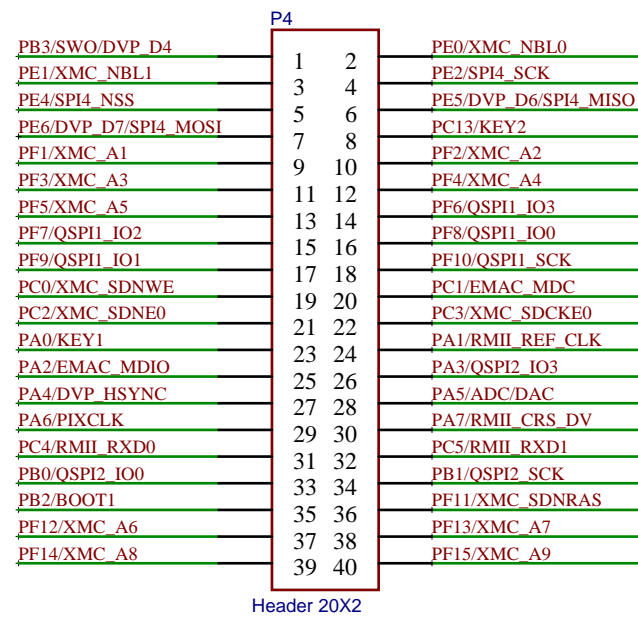 P4
PB3/SWO/DVP_D4 1 2 PE0/XMC_NBL0
PE1/XMC_NBL1 3 4 PE2/SPI4_SCK
PE4/SPI4_NSS 5 6 PE5/DVP_D6/SPI4_MISO
PE6/DVP_D7/SPI4_MOSI 7 8 PC13/KEY2
PF1/XMC_A1 9 10 PF2/XMC_A2
PF3/XMC_A3 11 12 PF4/XMC_A4
PF5/XMC_A5 13 14 PF6/QSPI1_IO3
PF7/QSPI1_IO2 15 16 PF8/QSPI1_IO0
PF9/QSPI1_IO1 17 18 PF10/QSPI1_SCK
PC0/XMC_SDNWE 19 20 PC1/EMAC_MDC
PC2/XMC_SDNE0 21 22 PC3/XMC_SDCKE0
PA0/KEY1 23 24 PA1/RMII_REF_CLK
PA2/EMAC_MDIO 25 26 PA3/QSPI2_IO3
PA4/DVP_HSYNC 27 28 PA5/ADC/DAC
PA6/PIXCLK 29 30 PA7/RMII_CRS_DV
PC4/RMII_RXD0 31 32 PC5/RMII_RXD1
PB0/QSPI2_IO0 33 34 PB1/QSPI2_SCK
PB2/BOOT1 35 36 PF11/XMC_SDNRAS
PF12/XMC_A6 37 38 PF13/XMC_A7
PF14/XMC_A8 39 40 PF15/XMC_A9
Header 20X2